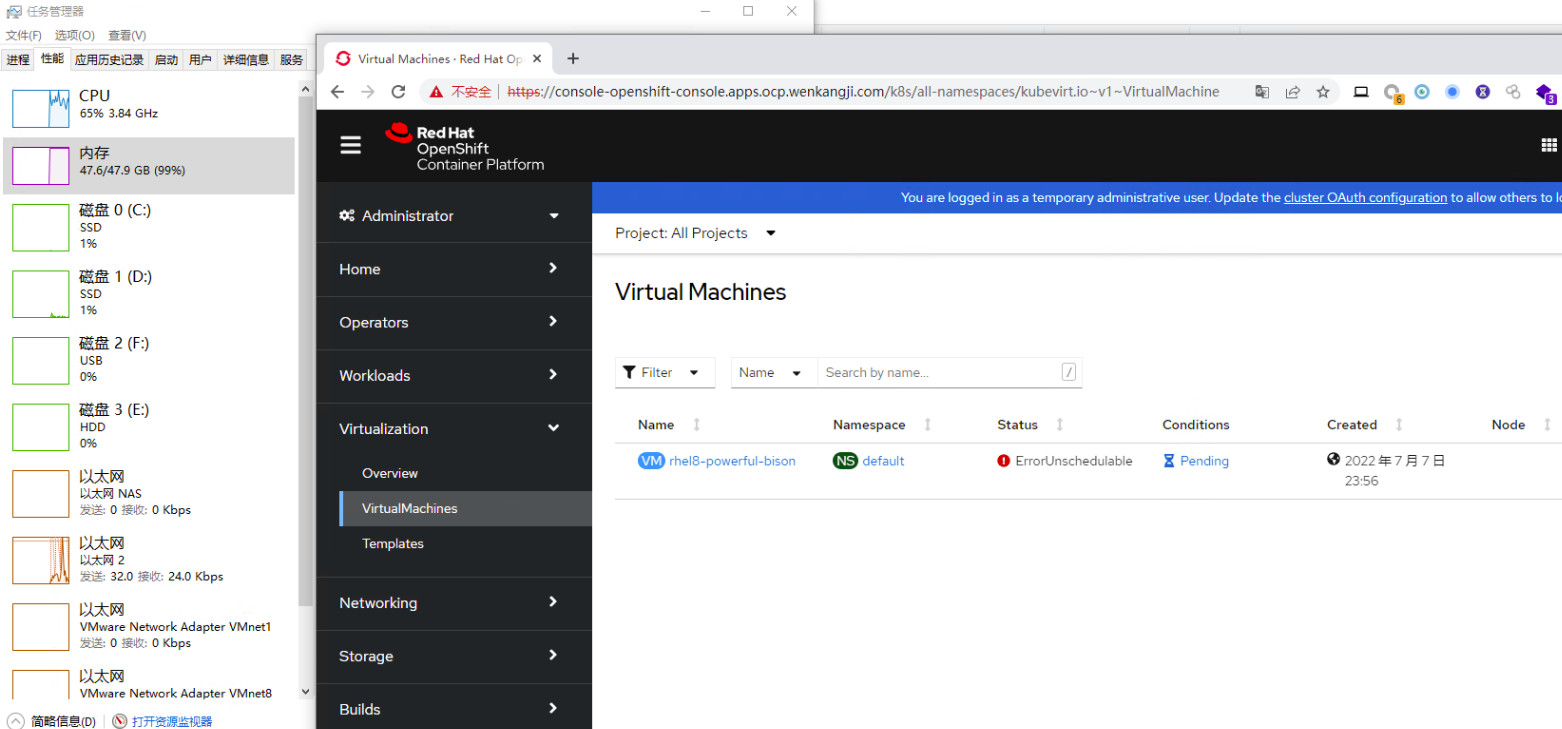 任务管理器
文件(F) 选项(O) 查看(V)
进程 性能 应用历史记录 启动 用户 详细信息 服务
CPU
65% 3.84 GHz
内存
47.6/47.9 GB (99%)
磁盘 0 (C:)
SSD
1%
磁盘 1 (D:)
SSD
1%
磁盘 2 (F:)
USB
0%
磁盘 3 (E:)
HDD
0%
以太网
以太网 NAS
发送: 0 接收: 0 Kbps
以太网
以太网 2
发送: 32.0 接收: 24.0 Kbps
以太网
VMware Network Adapter VMnet1
发送: 0 接收: 0 Kbps
以太网
VMware Network Adapter VMnet8
简略信息(D) 打开资源监视器
Virtual Machines · Red Hat Op
不安全 https://console-openshift-console.apps.ocp.wenkangji.com/k8s/all-namespaces/kubevirt.io~v1~VirtualMachine
6
3
Red Hat
OpenShift
Container Platform
Administrator
Home
Operators
Workloads
Virtualization
Overview
VirtualMachines
Templates
Networking
Storage
Builds
You are logged in as a temporary administrative user. Update the cluster OAuth configuration to allow others to lo
Project: All Projects
Virtual Machines
Filter Name Search by name... /
Name Namespace Status Conditions Created Node
VM rhel8-powerful-bison NS default ErrorUnschedulable Pending 2022 年 7 月 7 日
23:56